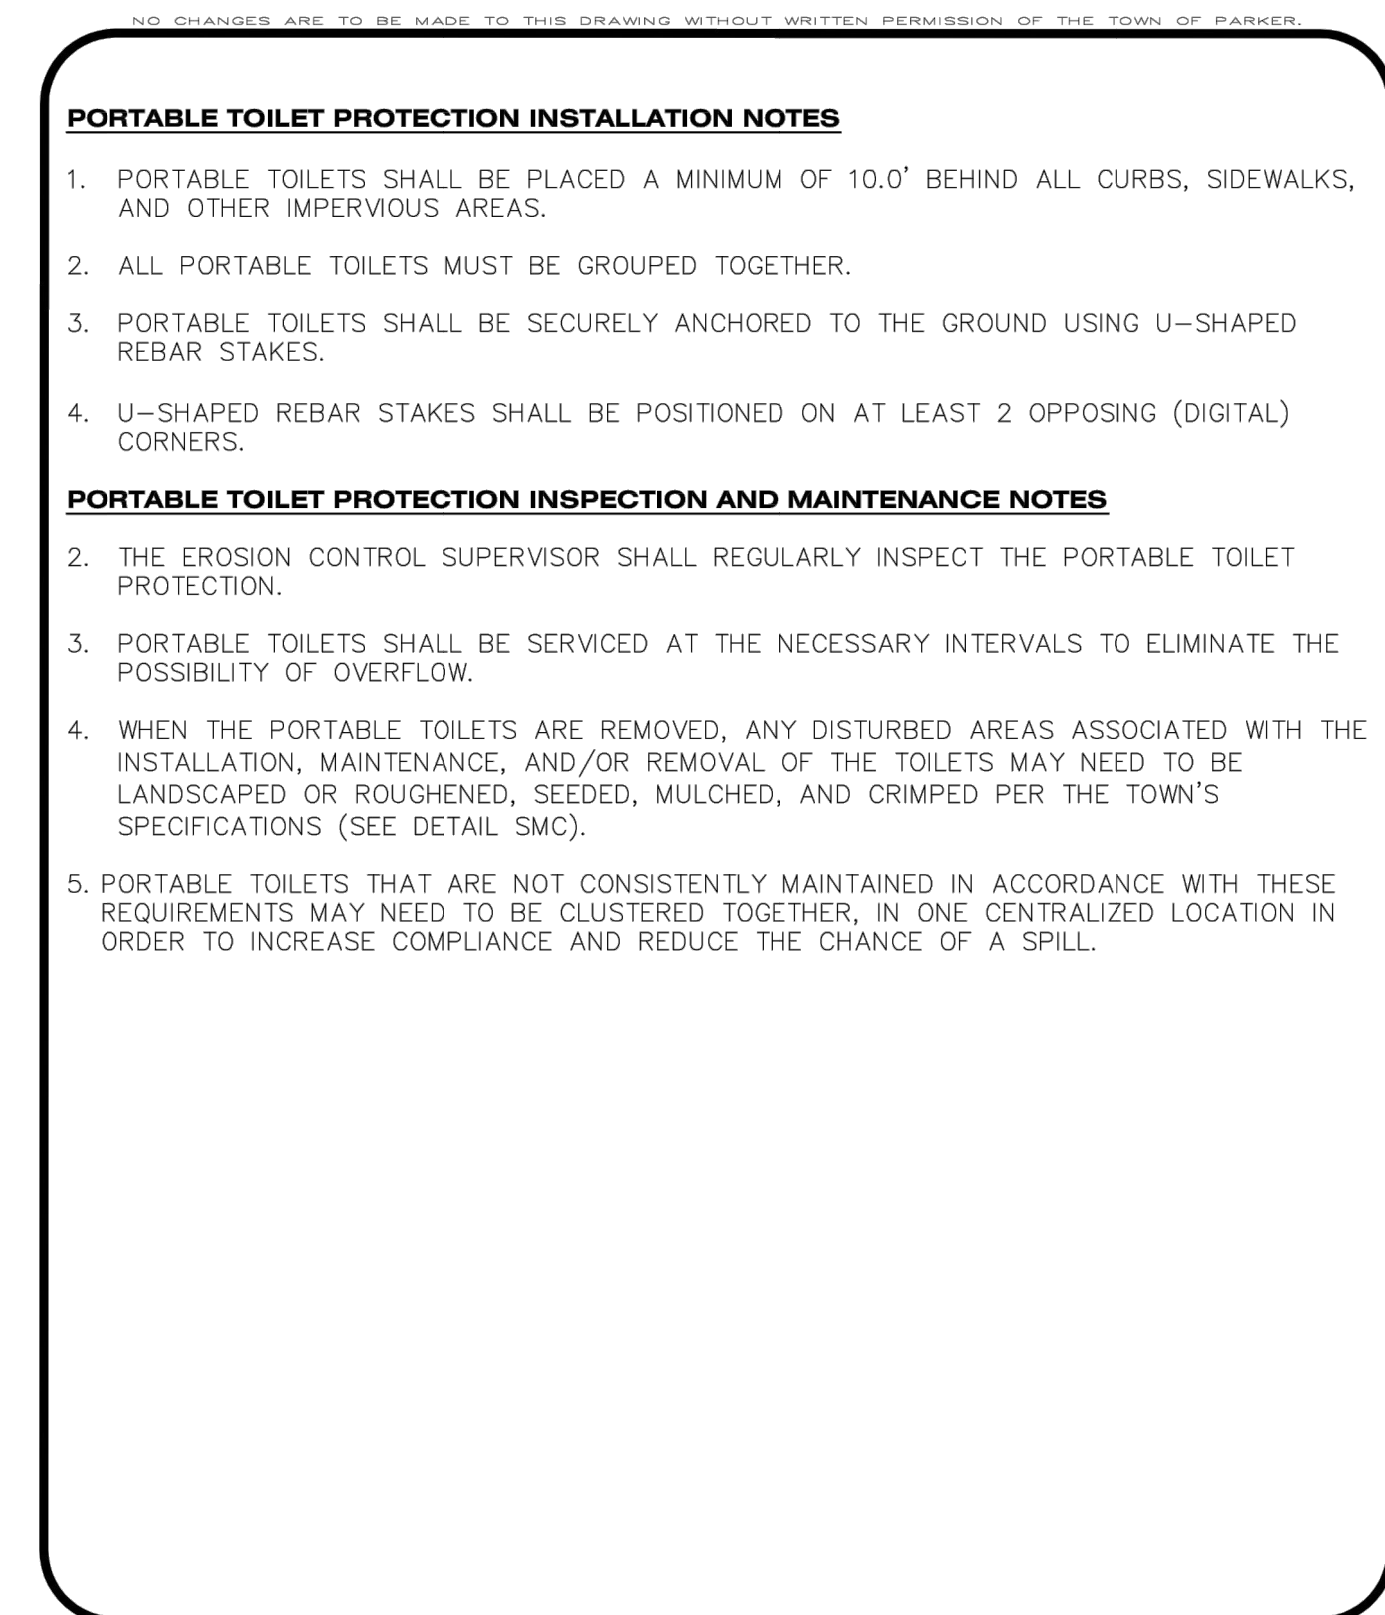 NO CHANGES ARE TO BE MADE TO THIS DRAWING WITHOUT WRITTEN PERMISSION OF THE TOWN OF PARKER.
PORTABLE TOILET PROTECTION INSTALLATION NOTES
1. PORTABLE TOILETS SHALL BE PLACED A MINIMUM OF 10.0' BEHIND ALL CURBS, SIDEWALKS,
AND OTHER IMPERVIOUS AREAS.
2. ALL PORTABLE TOILETS MUST BE GROUPED TOGETHER.
3. PORTABLE TOILETS SHALL BE SECURELY ANCHORED TO THE GROUND USING U-SHAPED
REBAR STAKES.
4. U-SHAPED REBAR STAKES SHALL BE POSITIONED ON AT LEAST 2 OPPOSING (DIGITAL)
CORNERS.
PORTABLE TOILET PROTECTION INSPECTION AND MAINTENANCE NOTES
2. THE EROSION CONTROL SUPERVISOR SHALL REGULARLY INSPECT THE PORTABLE TOILET
PROTECTION.
3. PORTABLE TOILETS SHALL BE SERVICED AT THE NECESSARY INTERVALS TO ELIMINATE THE
POSSIBILITY OF OVERFLOW.
4. WHEN THE PORTABLE TOILETS ARE REMOVED, ANY DISTURBED AREAS ASSOCIATED WITH THE
INSTALLATION, MAINTENANCE, AND/OR REMOVAL OF THE TOILETS MAY NEED TO BE
LANDSCAPED OR ROUGHENED, SEEDED, MULCHED, AND CRIMPED PER THE TOWN'S
SPECIFICATIONS (SEE DETAIL SMC).
5. PORTABLE TOILETS THAT ARE NOT CONSISTENTLY MAINTAINED IN ACCORDANCE WITH THESE
REQUIREMENTS MAY NEED TO BE CLUSTERED TOGETHER, IN ONE CENTRALIZED LOCATION IN
ORDER TO INCREASE COMPLIANCE AND REDUCE THE CHANCE OF A SPILL.